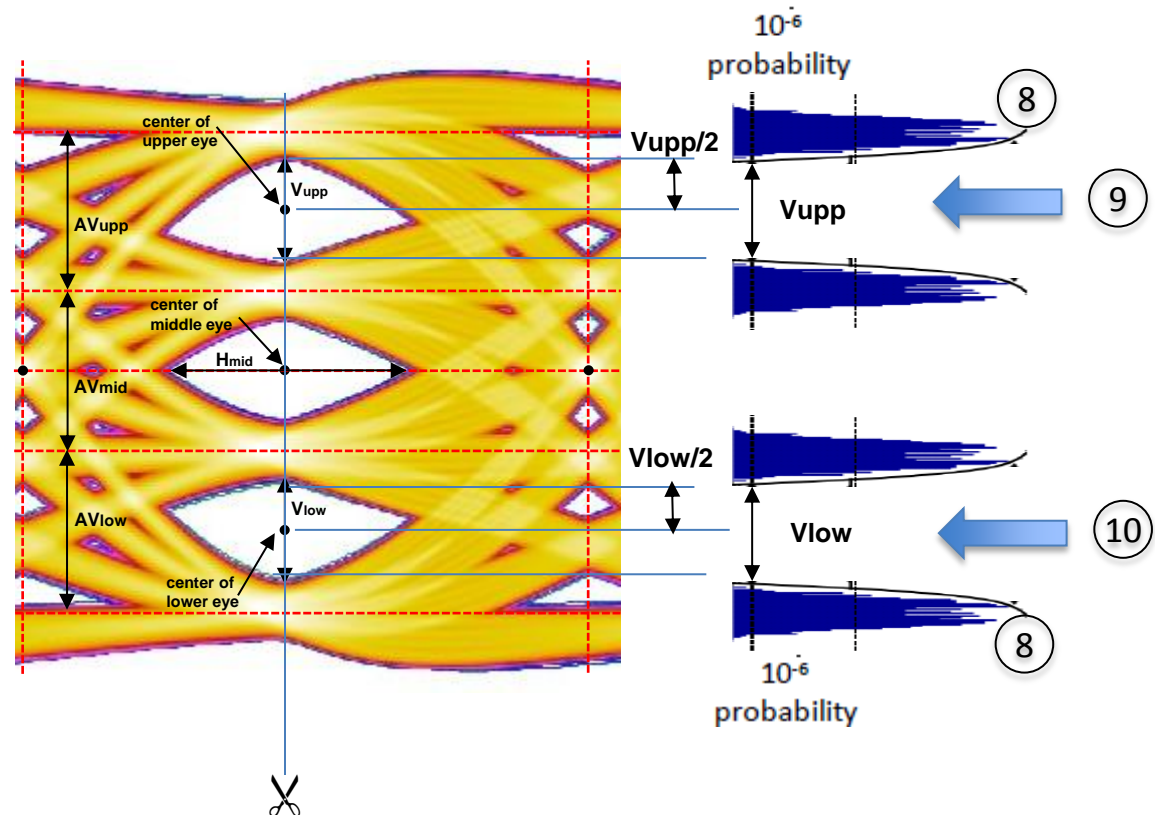 10⁻⁶
probability
8
center of
upper eye
Vupp/2
Vupp
AVupp
Vupp
9
center of
middle eye
Hmid
AVmid
Vlow/2
Vlow
AVlow
Vlow
10
center of
lower eye
8
10⁻⁶
probability